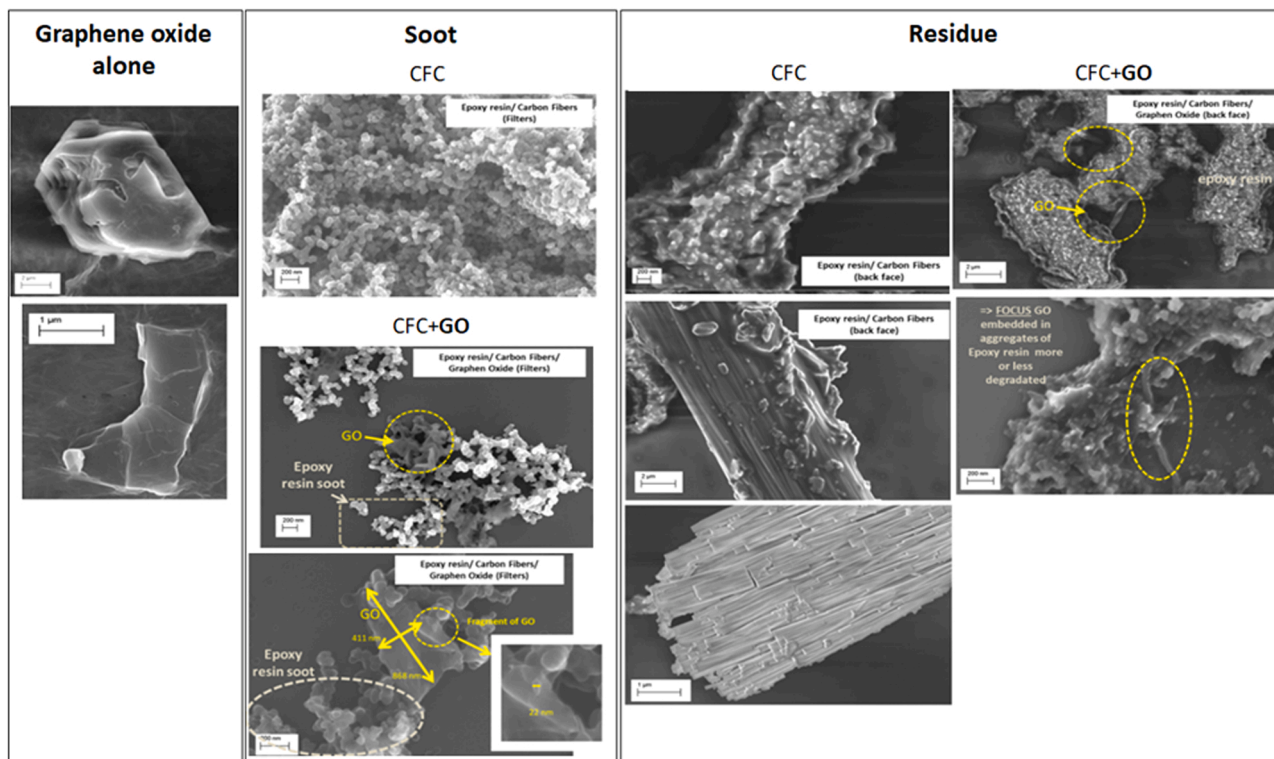 Graphene oxide
alone
2 µm
1 µm
Soot
CFC
Epoxy resin/ Carbon Fibers
(Filters)
200 nm
CFC+GO
Epoxy resin/ Carbon Fibers/
Graphen Oxide (Filters)
GO
Epoxy
resin soot
200 nm
Epoxy resin/ Carbon Fibers/
Graphen Oxide (Filters)
GO
Fragment of GO
411 nm
868 nm
Epoxy
resin soot
22 nm
Residue
CFC
200 nm
Epoxy resin/ Carbon Fibers
(back face)
Epoxy resin/ Carbon Fibers
(back face)
2 µm
1 µm
CFC+GO
Epoxy resin/ Carbon Fibers/
Graphen Oxide (back face)
epoxy resin
GO
2 µm
=> FOCUS GO
embedded in
aggregates of
Epoxy resin more
or less
degradated
200 nm